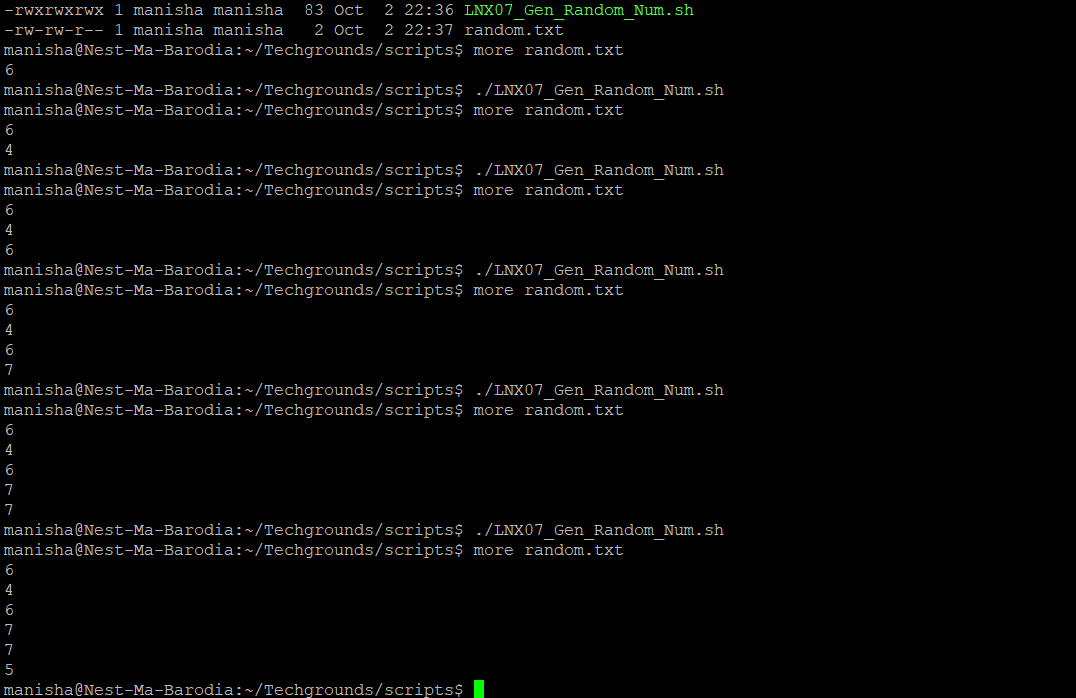 -rwxrwxrwx 1 manisha manisha  83 Oct  2 22:36 LNX07_Gen_Random_Num.sh
-rw-rw-r-- 1 manisha manisha   2 Oct  2 22:37 random.txt
manisha@Nest-Ma-Barodia:~/Techgrounds/scripts$ more random.txt
6
manisha@Nest-Ma-Barodia:~/Techgrounds/scripts$ ./LNX07_Gen_Random_Num.sh
manisha@Nest-Ma-Barodia:~/Techgrounds/scripts$ more random.txt
6
4
manisha@Nest-Ma-Barodia:~/Techgrounds/scripts$ ./LNX07_Gen_Random_Num.sh
manisha@Nest-Ma-Barodia:~/Techgrounds/scripts$ more random.txt
6
4
6
manisha@Nest-Ma-Barodia:~/Techgrounds/scripts$ ./LNX07_Gen_Random_Num.sh
manisha@Nest-Ma-Barodia:~/Techgrounds/scripts$ more random.txt
6
4
6
7
manisha@Nest-Ma-Barodia:~/Techgrounds/scripts$ ./LNX07_Gen_Random_Num.sh
manisha@Nest-Ma-Barodia:~/Techgrounds/scripts$ more random.txt
6
4
6
7
7
manisha@Nest-Ma-Barodia:~/Techgrounds/scripts$ ./LNX07_Gen_Random_Num.sh
manisha@Nest-Ma-Barodia:~/Techgrounds/scripts$ more random.txt
6
4
6
7
7
5
manisha@Nest-Ma-Barodia:~/Techgrounds/scripts$